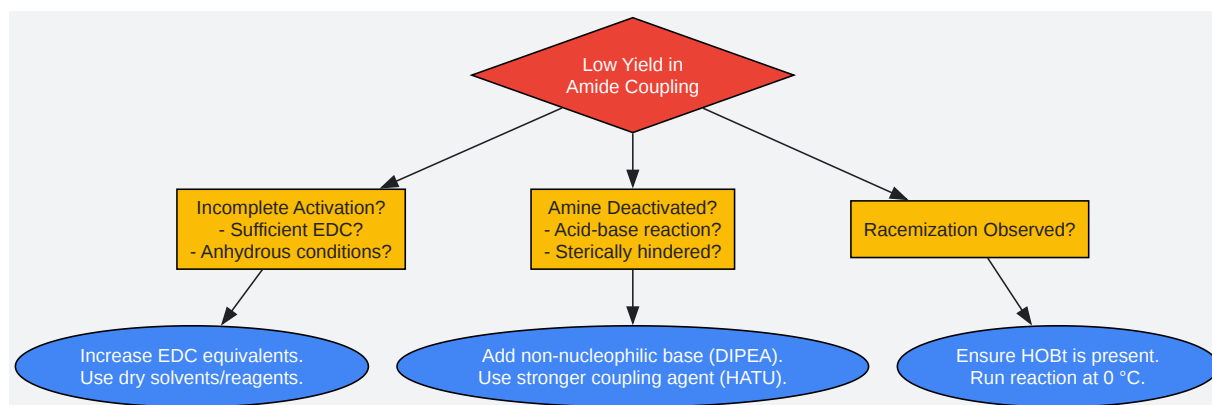 Low Yield in
Amide Coupling
Incomplete Activation?
- Sufficient EDC?
- Anhydrous conditions?
Amine Deactivated?
- Acid-base reaction?
- Sterically hindered?
Racemization Observed?
Increase EDC equivalents.
Use dry solvents/reagents.
Add non-nucleophilic base (DIPEA).
Use stronger coupling agent (HATU).
Ensure HOBt is present.
Run reaction at 0 °C.